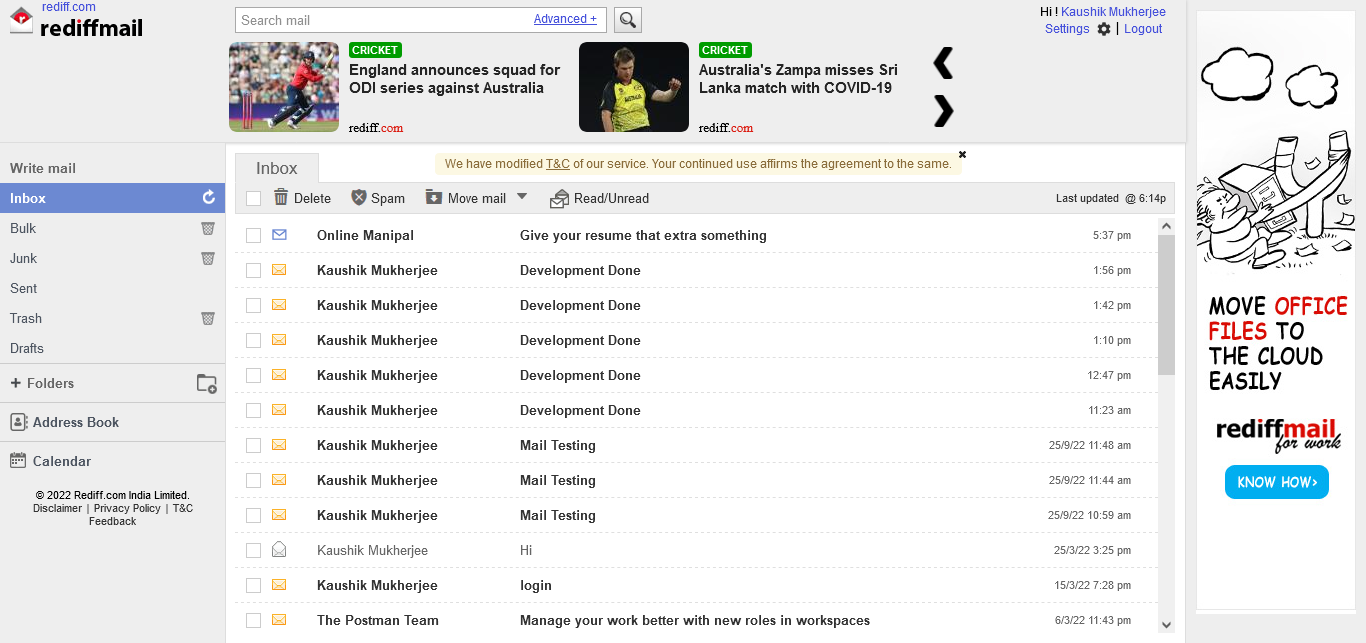 rediff.com
rediffmail
Search mail
Advanced +
Hi ! Kaushik Mukherjee
Settings | Logout
CRICKET
England announces squad for
ODI series against Australia
rediff.com
CRICKET
Australia's Zampa misses Sri
Lanka match with COVID-19
rediff.com
AUSTRALIA
Write mail
Inbox
Bulk
Junk
Sent
Trash
Drafts
+ Folders
Address Book
Calendar
© 2022 Rediff.com India Limited.
Disclaimer | Privacy Policy | T&C
Feedback
Inbox
We have modified T&C of our service. Your continued use affirms the agreement to the same.
Delete Spam Move mail Read/Unread Last updated @ 6:14p
Online Manipal Give your resume that extra something 5:37 pm
Kaushik Mukherjee Development Done 1:56 pm
Kaushik Mukherjee Development Done 1:42 pm
Kaushik Mukherjee Development Done 1:10 pm
Kaushik Mukherjee Development Done 12:47 pm
Kaushik Mukherjee Development Done 11:23 am
Kaushik Mukherjee Mail Testing 25/9/22 11:48 am
Kaushik Mukherjee Mail Testing 25/9/22 11:44 am
Kaushik Mukherjee Mail Testing 25/9/22 10:59 am
Kaushik Mukherjee Hi 25/3/22 3:25 pm
Kaushik Mukherjee login 15/3/22 7:28 pm
The Postman Team Manage your work better with new roles in workspaces 6/3/22 11:43 pm
MOVE OFFICE
FILES TO
THE CLOUD
EASILY
rediffmail
for work
KNOW HOW›